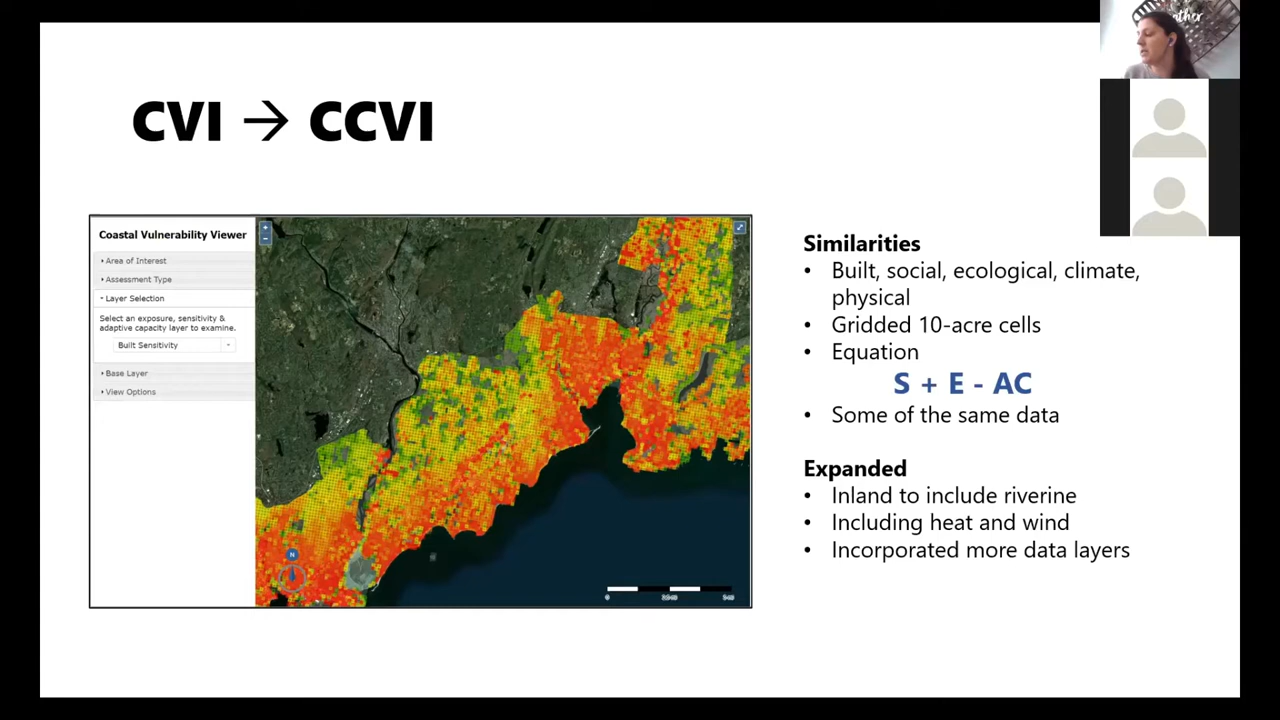 CVI → CCVI
Coastal Vulnerability Viewer
Area of Interest
Assessment Type
Layer Selection
Select an exposure, sensitivity &
adaptive capacity layer to examine.
Built Sensitivity
Base Layer
View Options
+
-
N
0
Similarities
• Built, social, ecological, climate,
physical
• Gridded 10-acre cells
• Equation
S + E - AC
• Some of the same data
Expanded
• Inland to include riverine
• Including heat and wind
• Incorporated more data layers